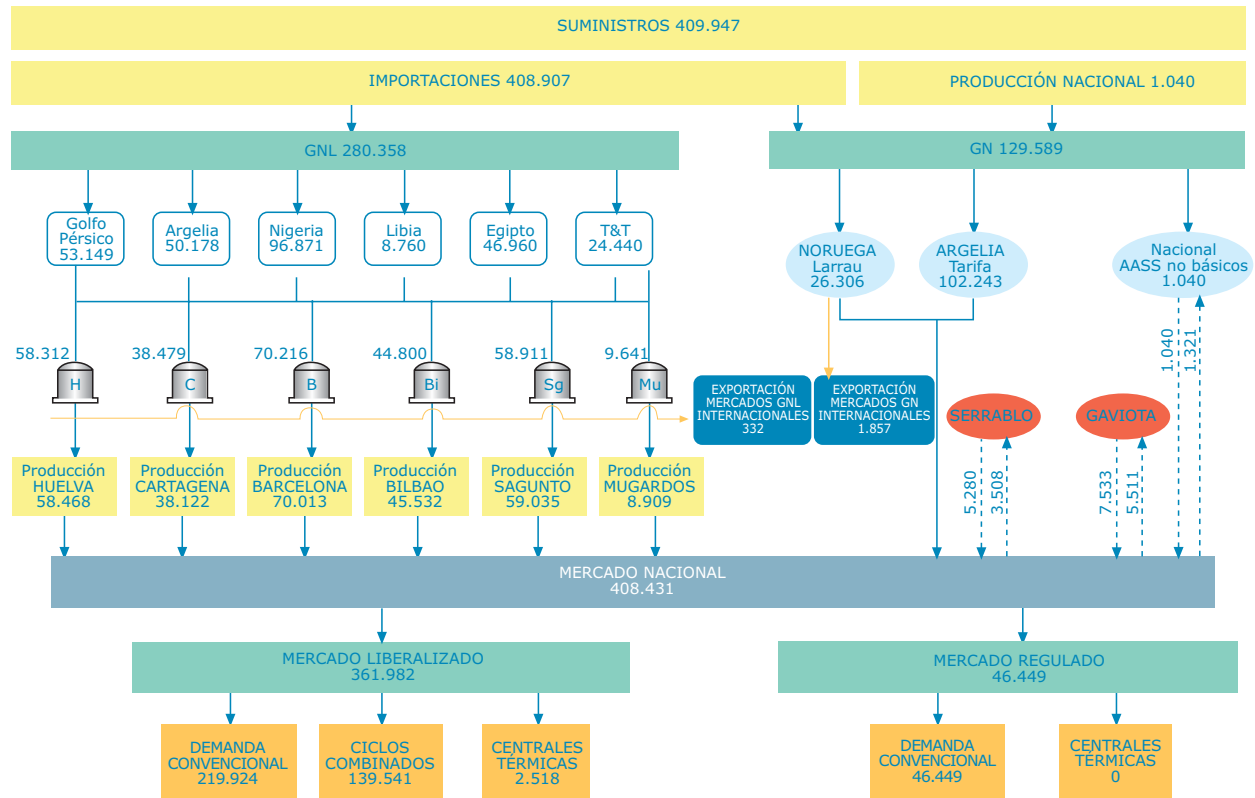 SUMINISTROS 409.947
IMPORTACIONES 408.907
PRODUCCIÓN NACIONAL 1.040
GNL 280.358
GN 129.589
Golfo
Pérsico
53.149
Argelia
50.178
Nigeria
96.871
Libia
8.760
Egipto
46.960
T&T
24.440
NORUEGA
Larrau
26.306
ARGELIA
Tarifa
102.243
Nacional
AASS no básicos
1.040
58.312
38.479
70.216
44.800
58.911
9.641
H
C
B
Bi
Sg
Mu
EXPORTACIÓN
MERCADOS GNL
INTERNACIONALES
332
EXPORTACIÓN
MERCADOS GN
INTERNACIONALES
1.857
SERRABLO
GAVIOTA
1.040
1.321
5.280
3.508
7.533
5.511
Producción
HUELVA
58.468
Producción
CARTAGENA
38.122
Producción
BARCELONA
70.013
Producción
BILBAO
45.532
Producción
SAGUNTO
59.035
Producción
MUGARDOS
8.909
MERCADO NACIONAL
408.431
MERCADO LIBERALIZADO
361.982
MERCADO REGULADO
46.449
DEMANDA
CONVENCIONAL
219.924
CICLOS
COMBINADOS
139.541
CENTRALES
TÉRMICAS
2.518
DEMANDA
CONVENCIONAL
46.449
CENTRALES
TÉRMICAS
0